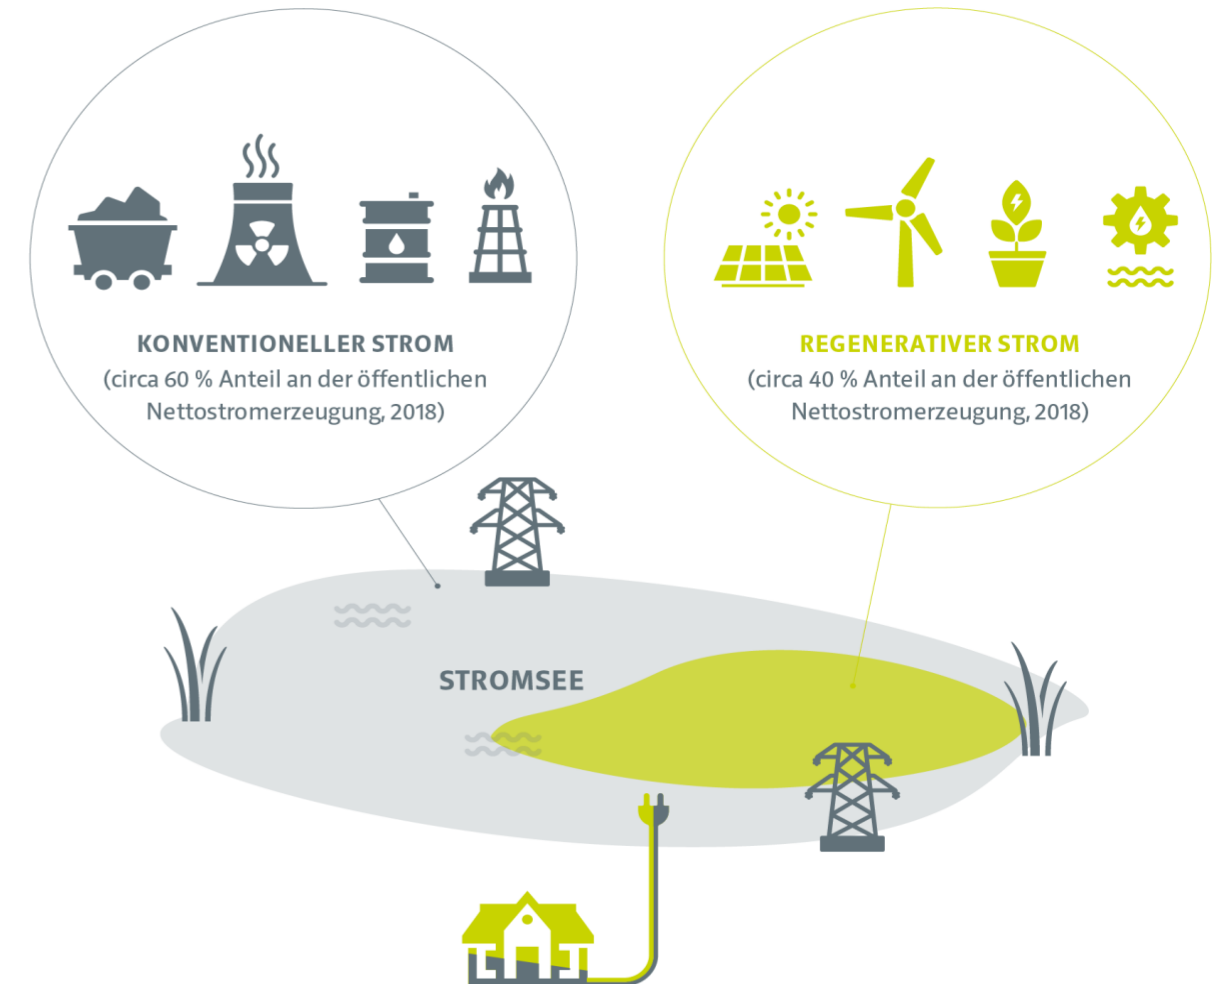 KONVENTIONELLER STROM
(circa 60 % Anteil an der öffentlichen
Nettostromerzeugung, 2018)
REGENERATIVER STROM
(circa 40 % Anteil an der öffentlichen
Nettostromerzeugung, 2018)
STROMSEE